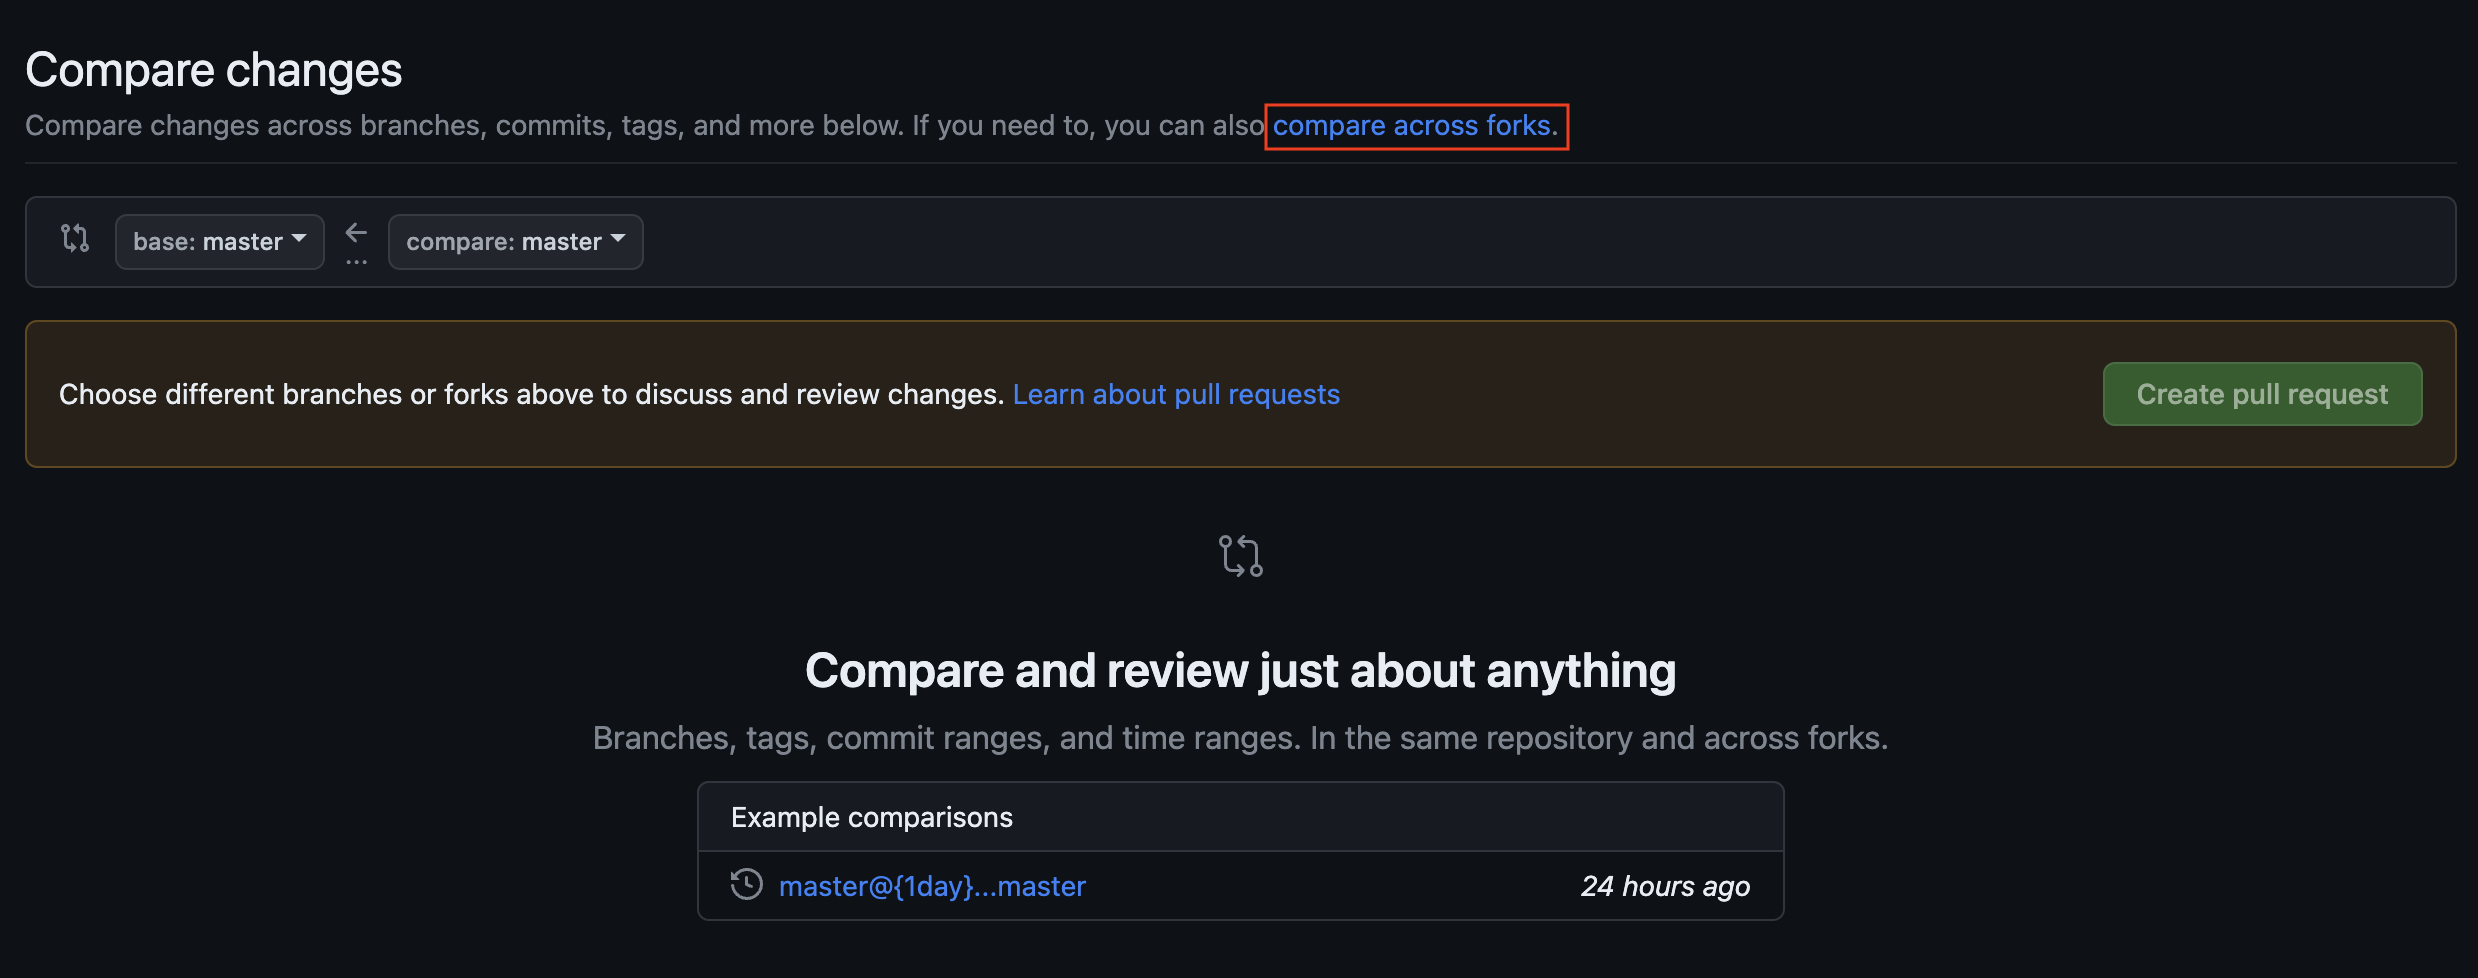 Compare changes
Compare changes across branches, commits, tags, and more below. If you need to, you can also compare across forks.
base: master
compare: master
...
Choose different branches or forks above to discuss and review changes. Learn about pull requests
Create pull request
Compare and review just about anything
Branches, tags, commit ranges, and time ranges. In the same repository and across forks.
Example comparisons
master@{1day}...master
24 hours ago